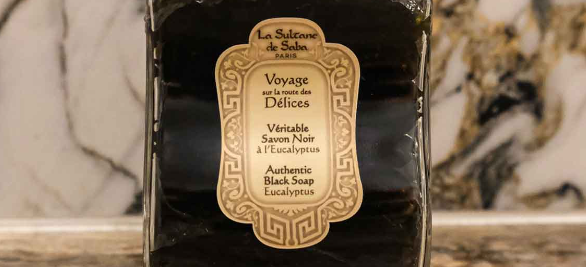 La Sultane
de Saba
PARIS
Voyage
sur la route des
Délices
Véritable
Savon Noir
à l'Eucalyptus
Authentic
Black Soap
Eucalyptus